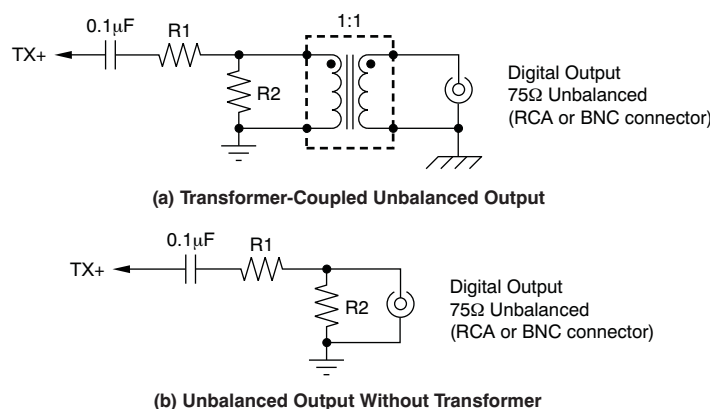 1:1
0.1μF
R1
TX+
R2
Digital Output
75Ω Unbalanced
(RCA or BNC connector)
(a) Transformer-Coupled Unbalanced Output
0.1μF
R1
TX+
R2
Digital Output
75Ω Unbalanced
(RCA or BNC connector)
(b) Unbalanced Output Without Transformer